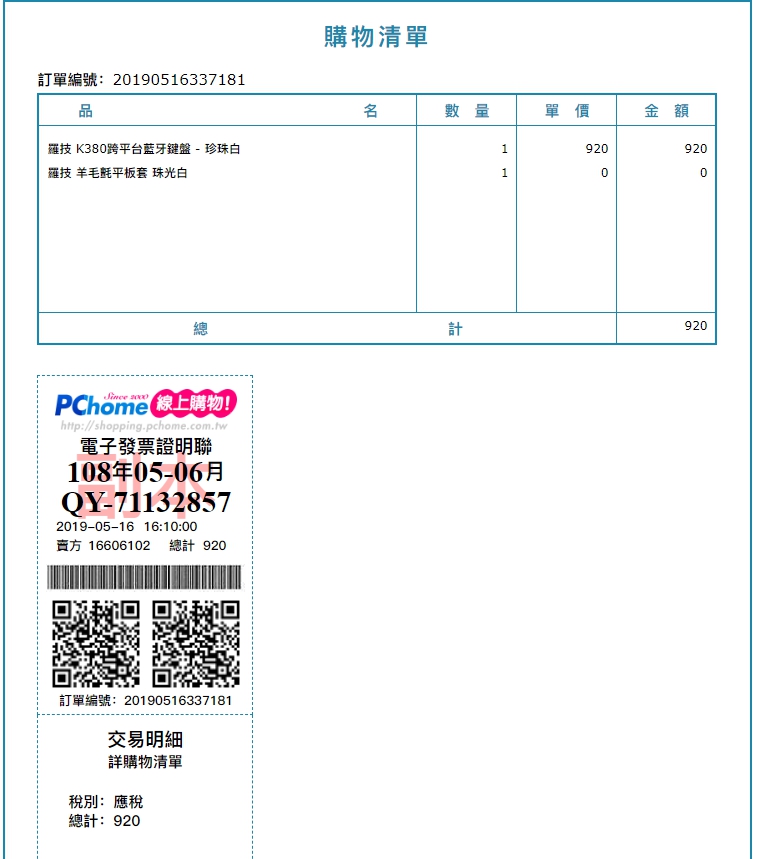 購物清單
訂單編號：20190516337181
品 名 數 量 單 價 金 額
羅技 K380跨平台藍牙鍵盤 - 珍珠白 1 920 920
羅技 羊毛氈平板套 珠光白 1 0 0
總 計 920
Since 2000
PChome 線上購物!
http://shopping.pchome.com.tw
電子發票證明聯
副本
108年05-06月
QY-71132857
2019-05-16 16:10:00
賣方 16606102 總計 920
訂單編號：20190516337181
交易明細
詳購物清單
稅別：應稅
總計：920